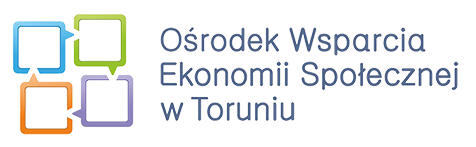 Ośrodek Wsparcia
Ekonomii Społecznej
w Toruniu